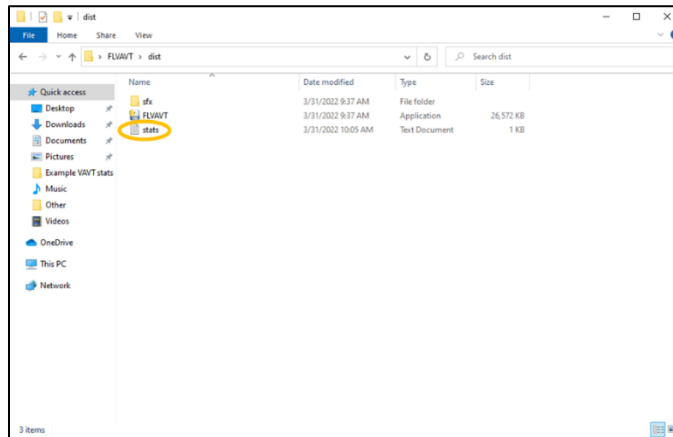 dist
File Home Share View
FLVAVT > dist
Search dist
Name Date modified Type Size
Quick access
Desktop
Downloads
Documents
Pictures
Example VAVT stats
Music
Other
Videos
OneDrive
This PC
Network
sfx 3/31/2022 9:37 AM File folder
FLVAVT 3/31/2022 9:37 AM Application 26,572 KB
stats 3/31/2022 10:05 AM Text Document 1 KB
3 items